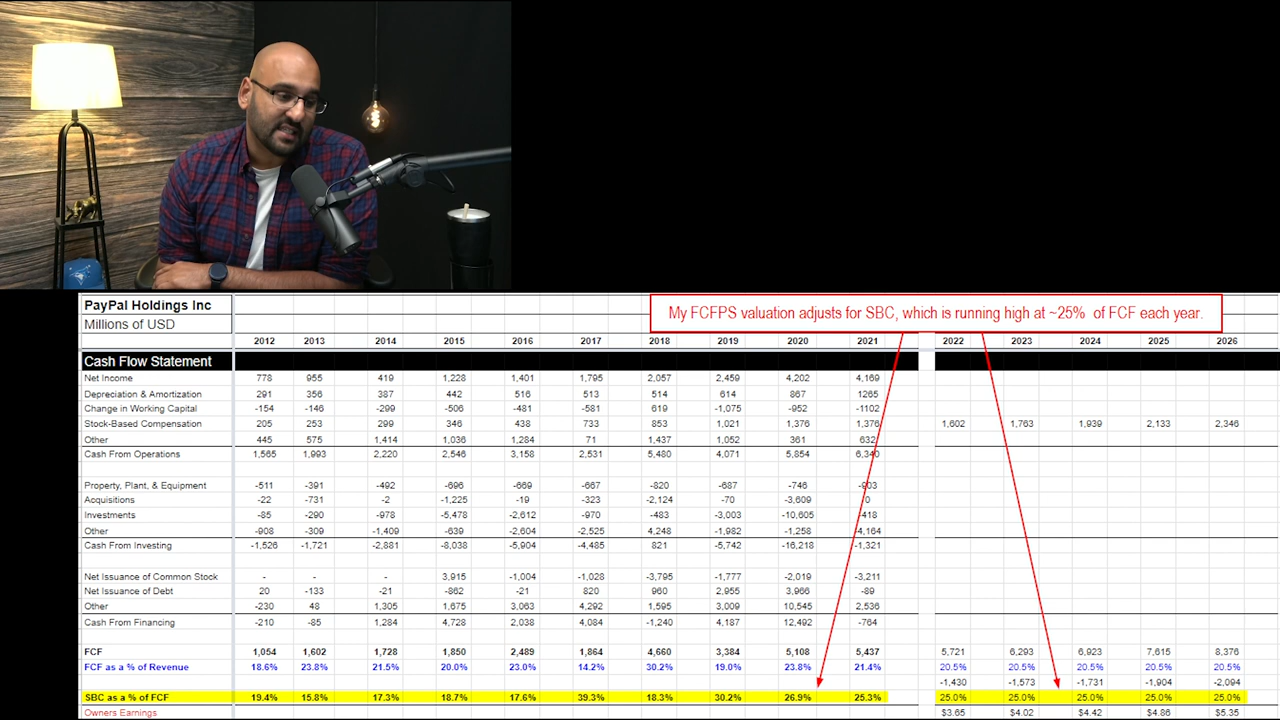 PayPal Holdings Inc
My FCFPS valuation adjusts for SBC, which is running high at ~25% of FCF each year.
Millions of USD
2012 2013 2014 2015 2016 2017 2018 2019 2020 2021 2022 2023 2024 2025 2026
Cash Flow Statement
Net Income 778 955 419 1,228 1,401 1,795 2,057 2,459 4,202 4,169
Depreciation & Amortization 291 356 387 442 516 513 514 614 867 1265
Change in Working Capital -154 -146 -299 -506 -481 -581 619 -1,075 -952 -1102
Stock-Based Compensation 205 253 299 346 438 733 853 1,021 1,376 1,376 1,602 1,763 1,939 2,133 2,346
Other 445 575 1,414 1,036 1,284 71 1,437 1,052 361 632
Cash From Operations 1,565 1,993 2,220 2,546 3,158 2,531 5,480 4,071 5,854 6,340
Property, Plant, & Equipment -511 -391 -492 -696 -669 -667 -820 -687 -746 -903
Acquisitions -22 -731 -2 -1,225 -19 -323 -2,124 -70 -3,609 0
Investments -85 -290 -978 -5,478 -2,612 -970 -483 -3,003 -10,605 -418
Other -908 -309 -1,409 -639 -2,604 -2,525 4,248 -1,982 -1,258 -4,164
Cash From Investing -1,526 -1,721 -2,881 -8,038 -5,904 -4,485 821 -5,742 -16,218 -1,321
Net Issuance of Common Stock - - - 3,915 -1,004 -1,028 -3,795 -1,777 -2,019 -3,211
Net Issuance of Debt 20 -133 -21 -862 -21 820 960 2,955 3,966 -89
Other -230 48 1,305 1,675 3,063 4,292 1,595 3,009 10,545 2,536
Cash From Financing -210 -85 1,284 4,728 2,038 4,084 -1,240 4,187 12,492 -764
FCF 1,054 1,602 1,728 1,850 2,489 1,864 4,660 3,384 5,108 5,437 5,721 6,293 6,923 7,615 8,376
FCF as a % of Revenue 18.6% 23.8% 21.5% 20.0% 23.0% 14.2% 30.2% 19.0% 23.8% 21.4% 20.5% 20.5% 20.5% 20.5% 20.5%
-1,430 -1,573 -1,731 -1,904 -2,094
SBC as a % of FCF 19.4% 15.8% 17.3% 18.7% 17.6% 39.3% 18.3% 30.2% 26.9% 25.3% 25.0% 25.0% 25.0% 25.0% 25.0%
Owners Earnings $3.65 $4.02 $4.42 $4.86 $5.35